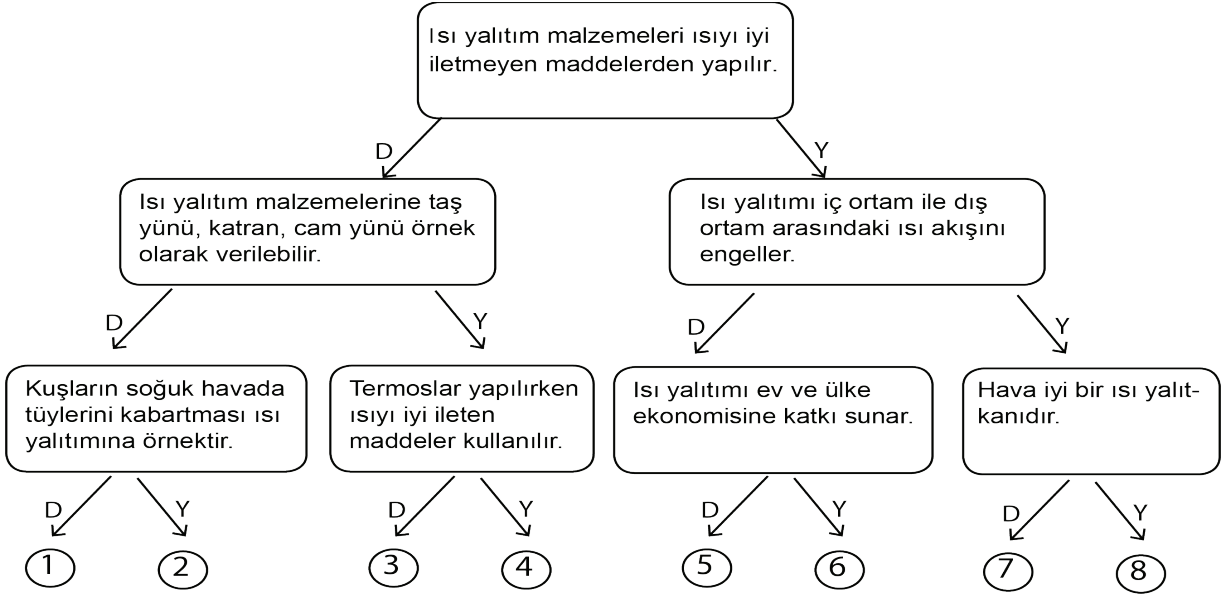 Isı yalıtım malzemeleri ısıyı iyi
iletmeyen maddelerden yapılır.
D
Y
Isı yalıtım malzemelerine taş
yünü, katran, cam yünü örnek
olarak verilebilir.
Isı yalıtımı iç ortam ile dış
ortam arasındaki ısı akışını
engeller.
D
Y
D
Y
Kuşların soğuk havada
tüylerini kabartması ısı
yalıtımına örnektir.
Termoslar yapılırken
ısıyı iyi ileten
maddeler kullanılır.
Isı yalıtımı ev ve ülke
ekonomisine katkı sunar.
Hava iyi bir ısı yalıt-
kanıdır.
D
Y
D
Y
D
Y
D
Y
1
2
3
4
5
6
7
8